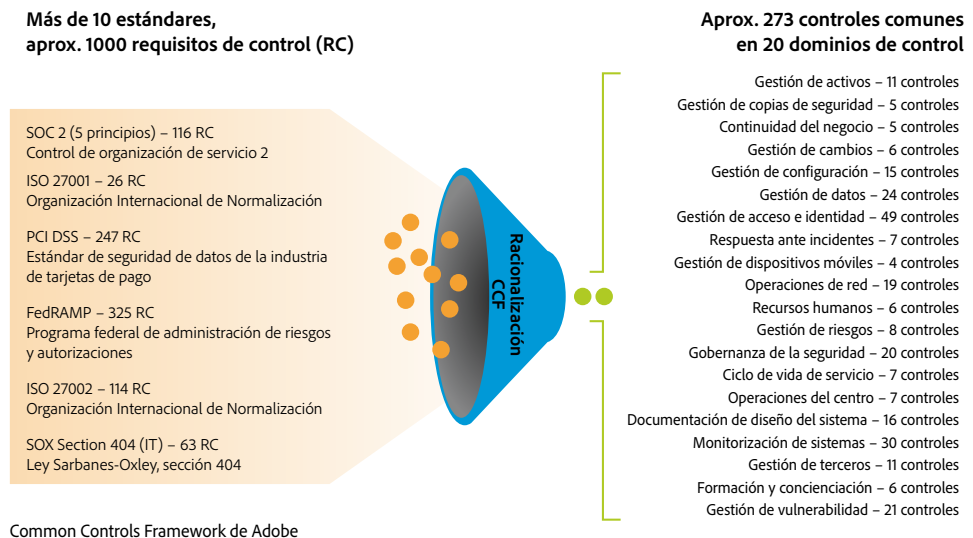 Más de 10 estándares,
aprox. 1000 requisitos de control (RC)
SOC 2 (5 principios) – 116 RC
Control de organización de servicio 2
ISO 27001 – 26 RC
Organización Internacional de Normalización
PCI DSS – 247 RC
Estándar de seguridad de datos de la industria
de tarjetas de pago
FedRAMP – 325 RC
Programa federal de administración de riesgos
y autorizaciones
ISO 27002 – 114 RC
Organización Internacional de Normalización
SOX Section 404 (IT) – 63 RC
Ley Sarbanes-Oxley, sección 404
Racionalización
CCF
Aprox. 273 controles comunes
en 20 dominios de control
Gestión de activos – 11 controles
Gestión de copias de seguridad – 5 controles
Continuidad del negocio – 5 controles
Gestión de cambios – 6 controles
Gestión de configuración – 15 controles
Gestión de datos – 24 controles
Gestión de acceso e identidad – 49 controles
Respuesta ante incidentes – 7 controles
Gestión de dispositivos móviles – 4 controles
Operaciones de red – 19 controles
Recursos humanos – 6 controles
Gestión de riesgos – 8 controles
Gobernanza de la seguridad – 20 controles
Ciclo de vida de servicio – 7 controles
Operaciones del centro – 7 controles
Documentación de diseño del sistema – 16 controles
Monitorización de sistemas – 30 controles
Gestión de terceros – 11 controles
Formación y concienciación – 6 controles
Gestión de vulnerabilidad – 21 controles
Common Controls Framework de Adobe